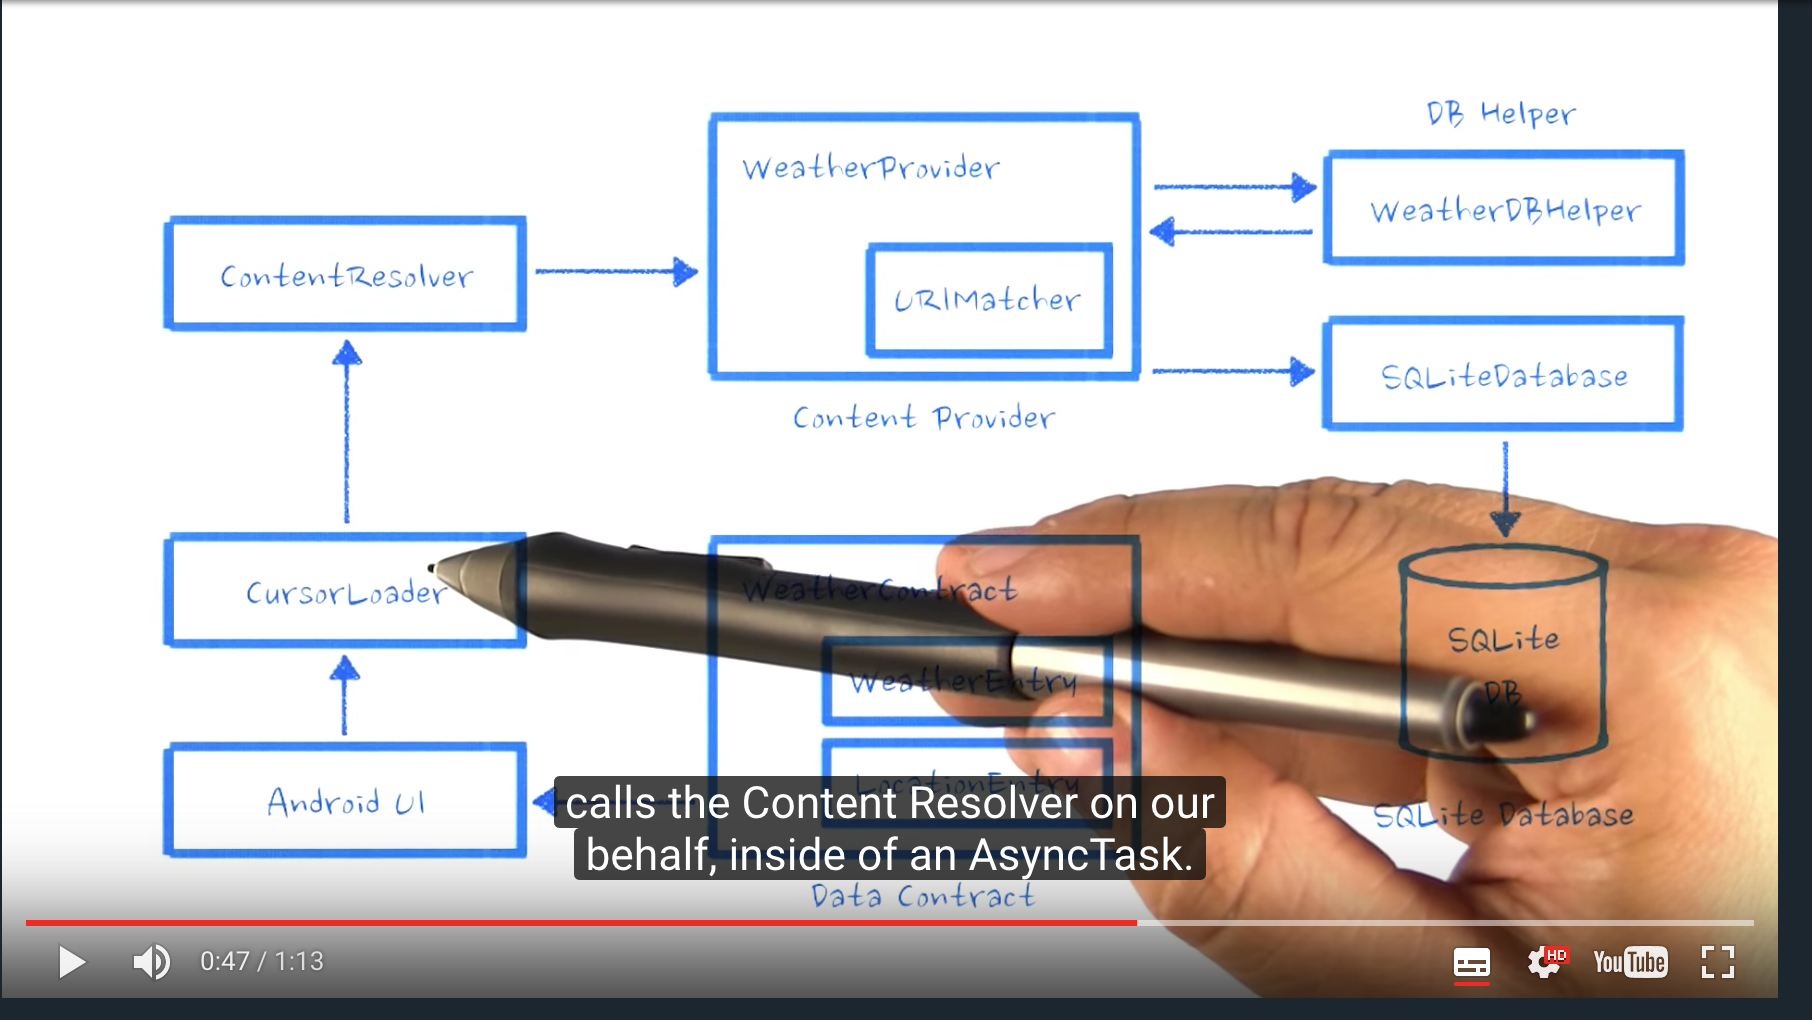 DB Helper
WeatherProvider
WeatherDBHelper
ContentResolver
URIMatcher
SQLiteDatabase
Content Provider
CursorLoader
WeatherContract
SQLite
DB
WeatherEntry
LocationEntry
Android UI
SQLite Database
calls the Content Resolver on our
behalf, inside of an AsyncTask.
Data Contract
0:47 / 1:13
HD
YouTube